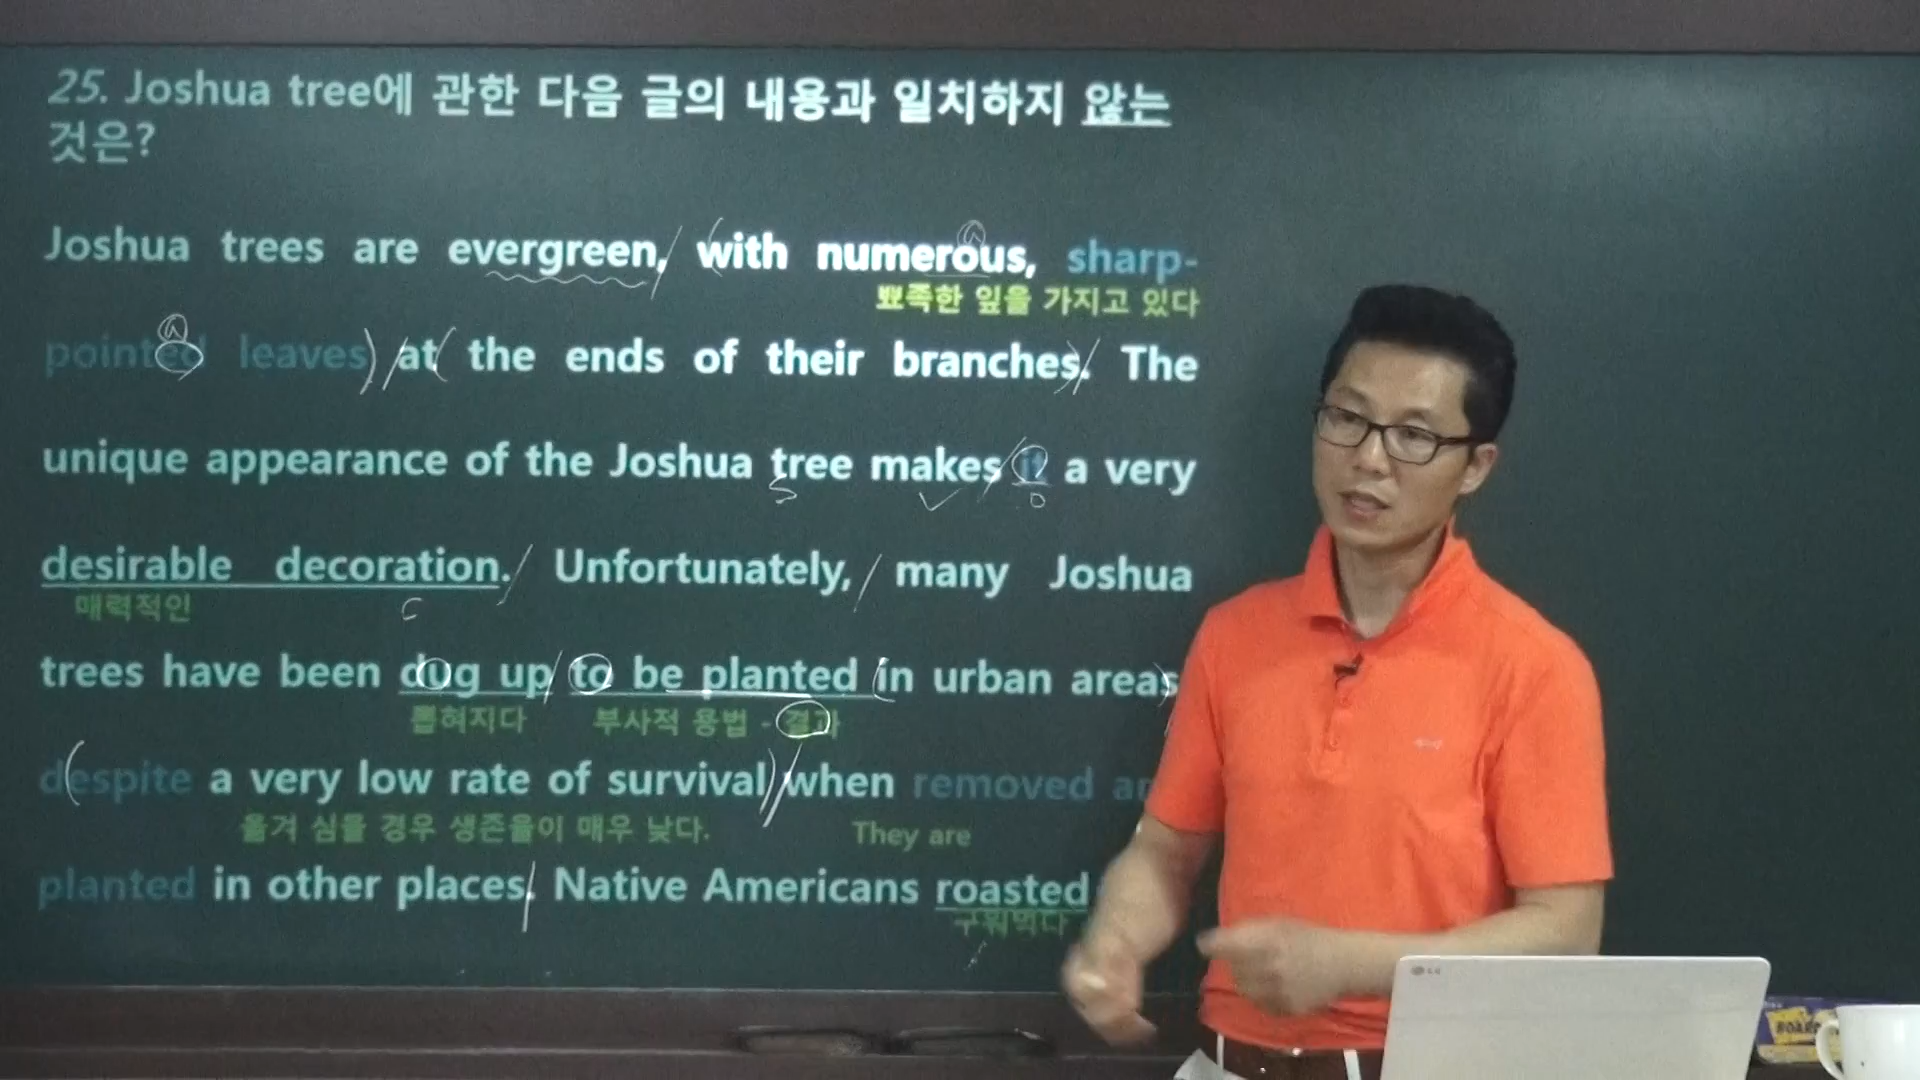 25. Joshua tree에 관한 다음 글의 내용과 일치하지 않는
것은?
Joshua trees are evergreen, with numerous, sharp-
뾰족한 잎을 가지고 있다
pointed leaves at the ends of their branches. The
unique appearance of the Joshua tree makes it a very
S V O
desirable decoration. Unfortunately, many Joshua
매력적인 C
trees have been dug up to be planted in urban areas
뽑혀지다 부사적 용법 - 결과
despite a very low rate of survival when removed
옮겨 심을 경우 생존율이 매우 낮다. They are
planted in other places. Native Americans roasted
구워먹다
LG